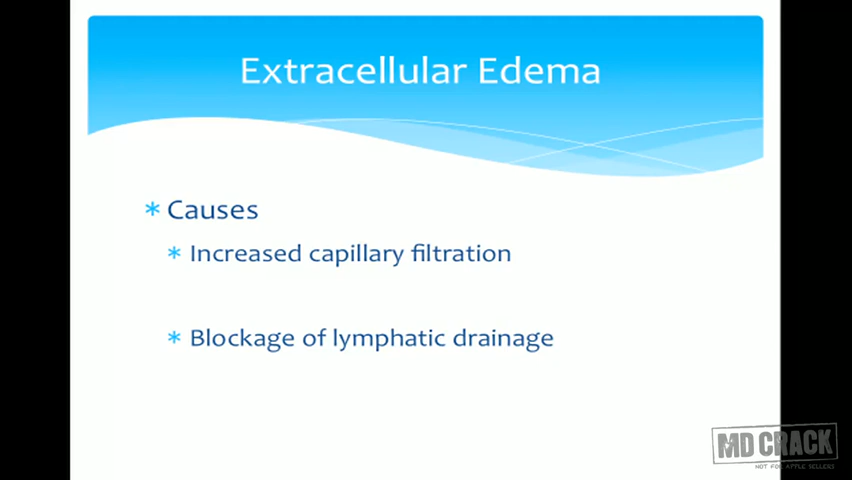 Extracellular Edema
* Causes
* Increased capillary filtration
* Blockage of lymphatic drainage
MD CRACK
NOT FOR APPLE SELLERS